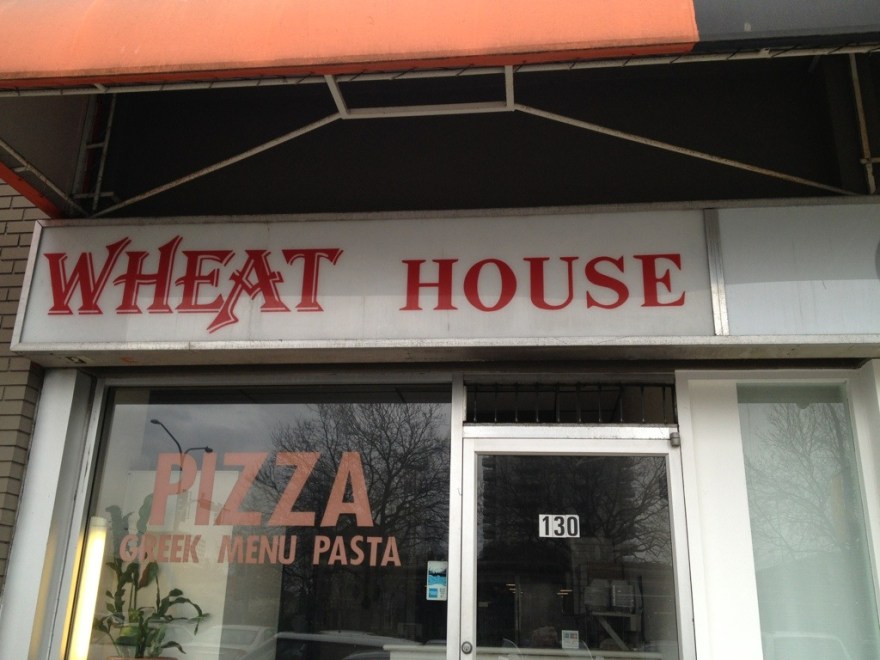 WHEAT HOUSE
PIZZA
GREEK MENU PASTA
130